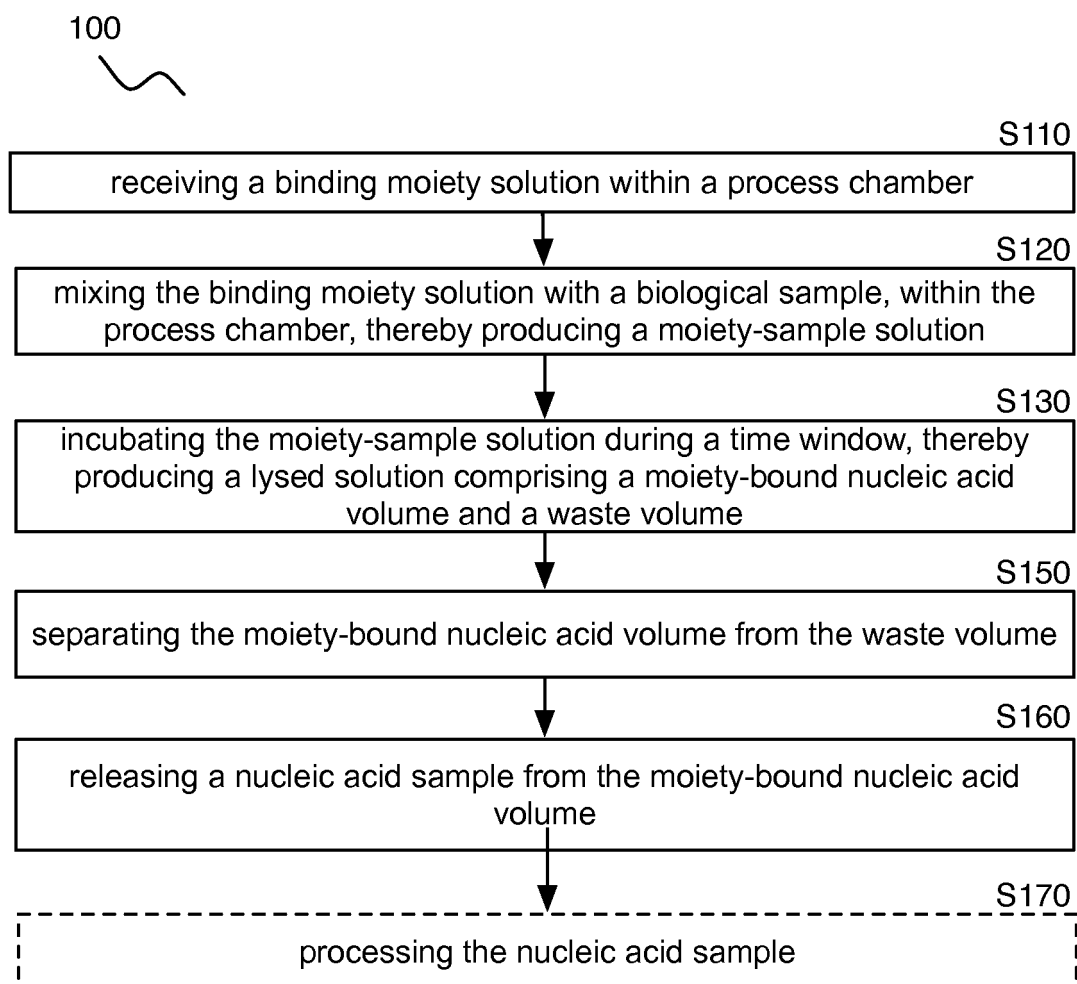 100
S110
receiving a binding moiety solution within a process chamber
S120
mixing the binding moiety solution with a biological sample, within the
process chamber, thereby producing a moiety-sample solution
S130
incubating the moiety-sample solution during a time window, thereby
producing a lysed solution comprising a moiety-bound nucleic acid
volume and a waste volume
S150
separating the moiety-bound nucleic acid volume from the waste volume
S160
releasing a nucleic acid sample from the moiety-bound nucleic acid
volume
S170
processing the nucleic acid sample